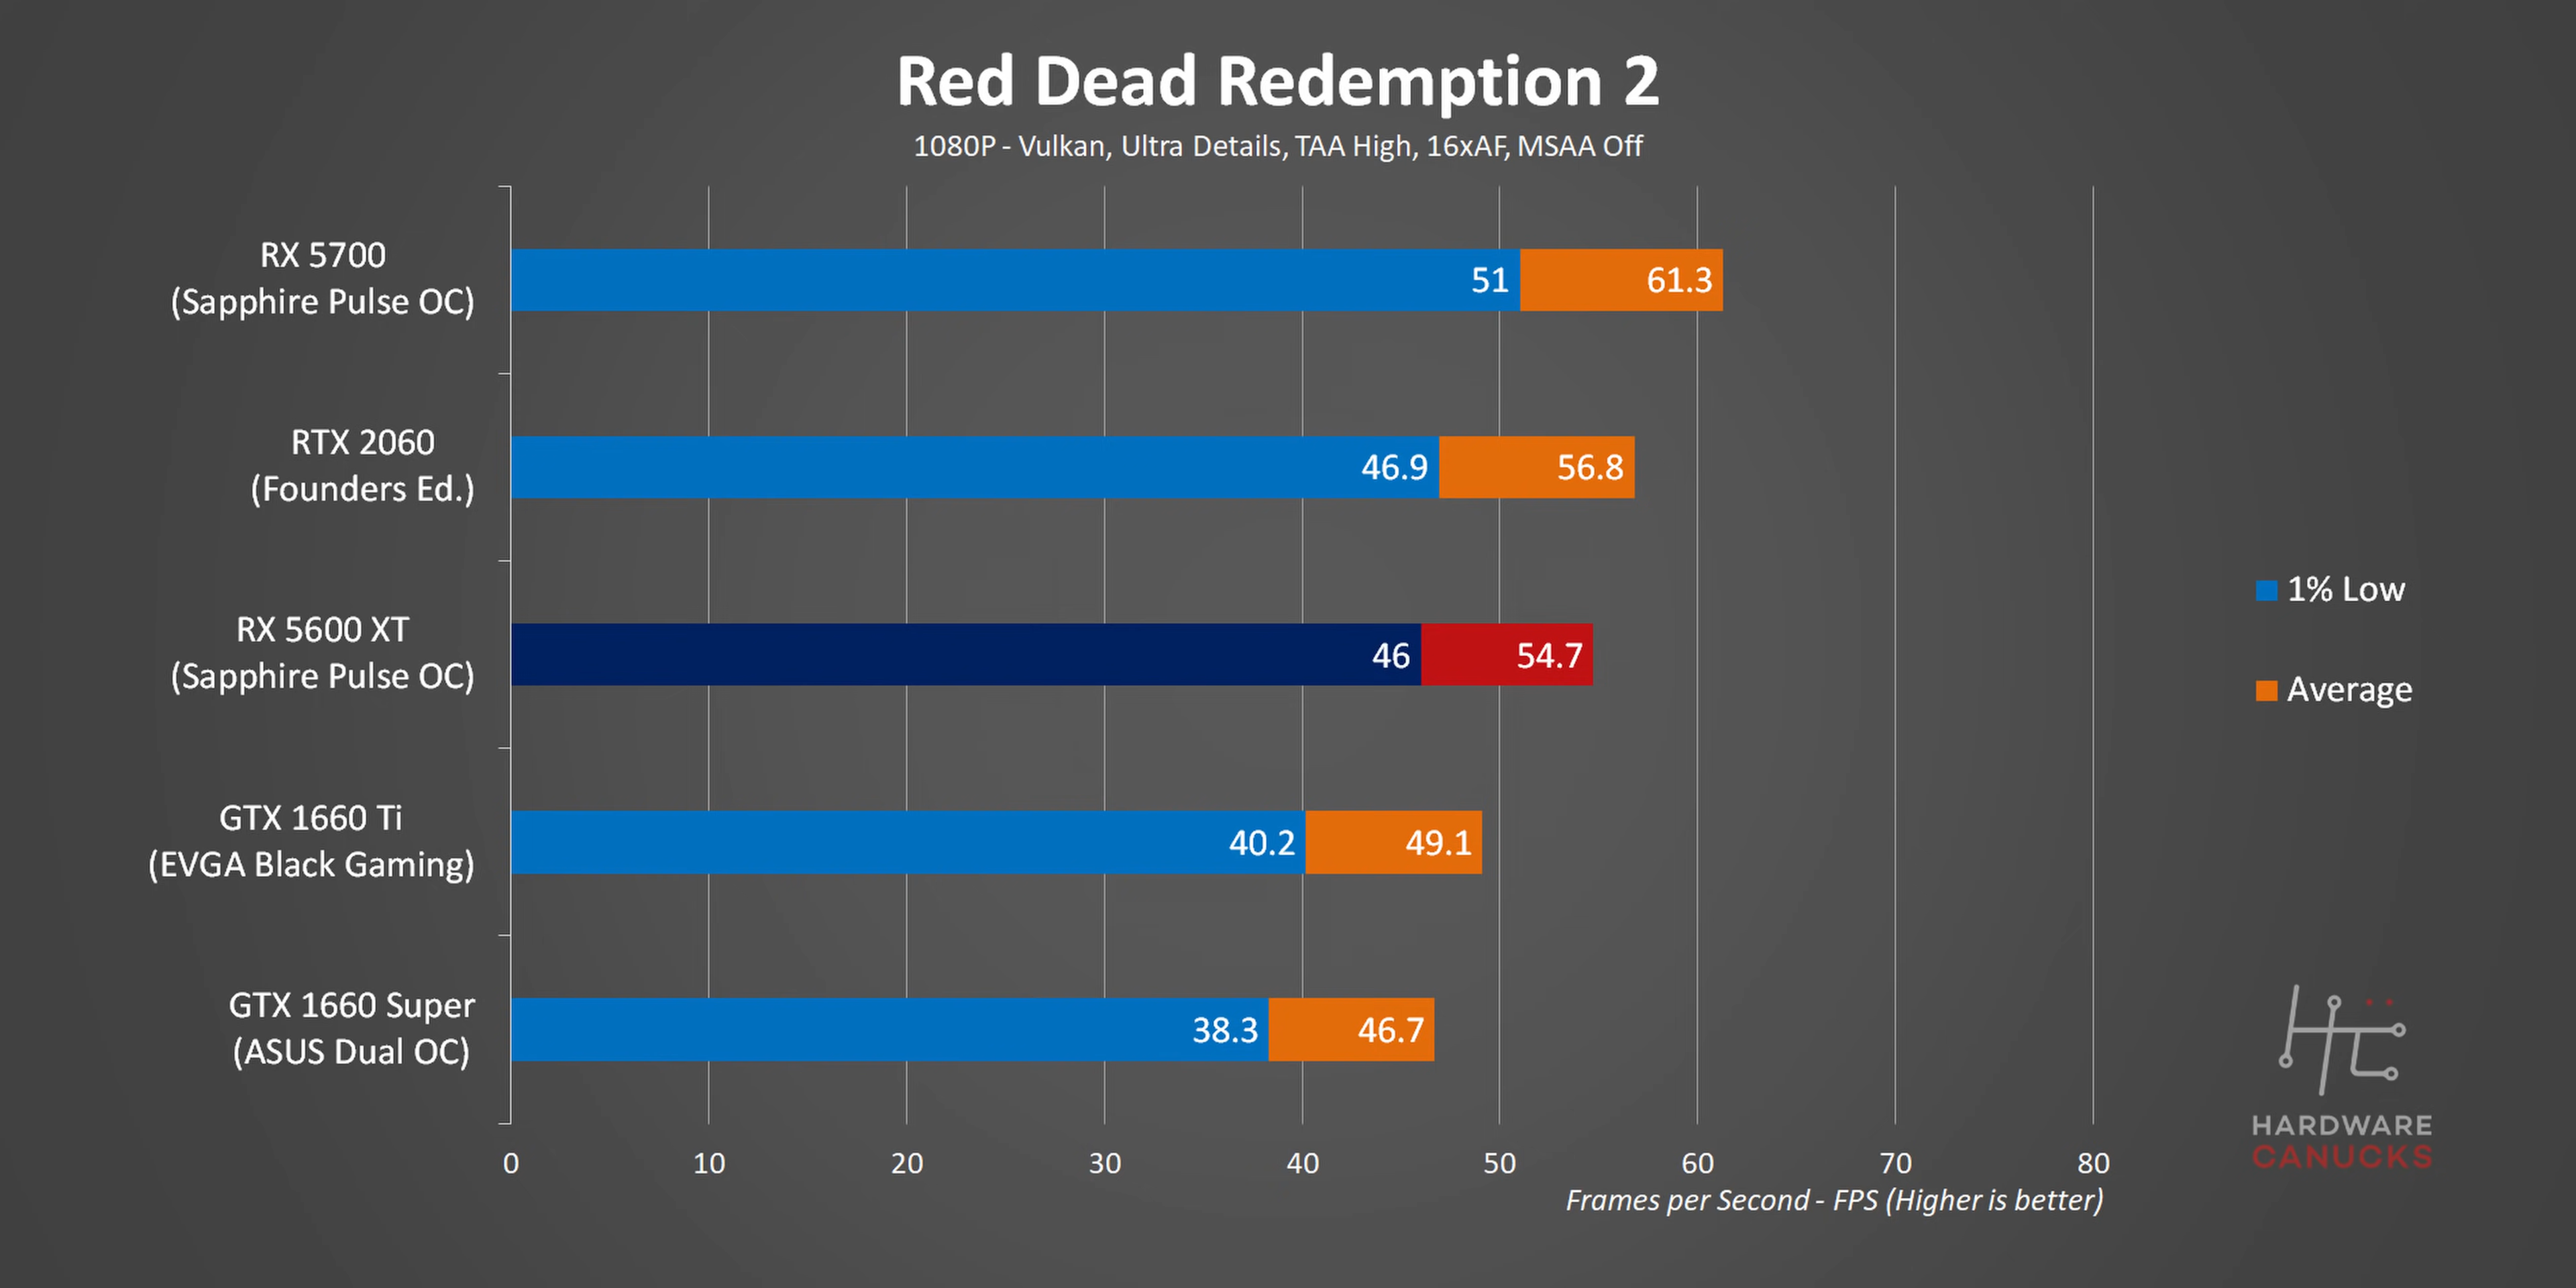 Red Dead Redemption 2
1080P - Vulkan, Ultra Details, TAA High, 16xAF, MSAA Off
RX 5700
(Sapphire Pulse OC)
51
61.3
RTX 2060
(Founders Ed.)
46.9
56.8
RX 5600 XT
(Sapphire Pulse OC)
46
54.7
GTX 1660 Ti
(EVGA Black Gaming)
40.2
49.1
GTX 1660 Super
(ASUS Dual OC)
38.3
46.7
0 10 20 30 40 50 60 70 80
Frames per Second - FPS (Higher is better)
1% Low
Average
HARDWARE
CANUCKS